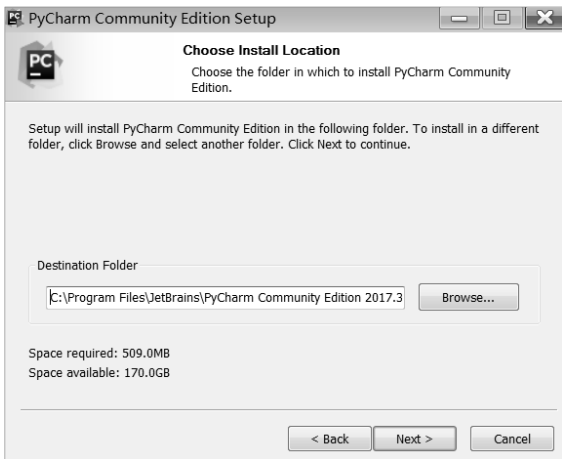 PyCharm Community Edition Setup
PC
Choose Install Location
Choose the folder in which to install PyCharm Community
Edition.
Setup will install PyCharm Community Edition in the following folder. To install in a different
folder, click Browse and select another folder. Click Next to continue.
Destination Folder
C:\Program Files\JetBrains\PyCharm Community Edition 2017.3
Browse...
Space required: 509.0MB
Space available: 170.0GB
< Back
Next >
Cancel